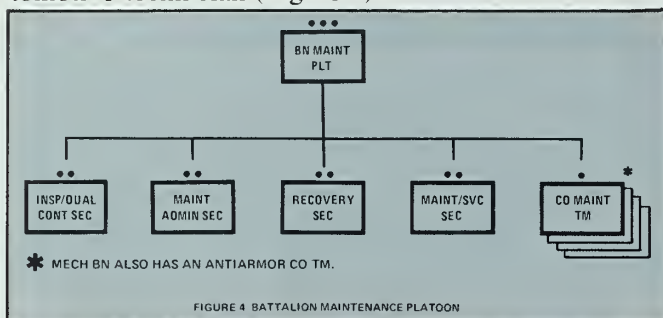 BN MAINT
PLT
INSP/QUAL
CONT SEC
MAINT
ADMIN SEC
RECOVERY
SEC
MAINT/SVC
SEC
*
CO MAINT
TM
* MECH BN ALSO HAS AN ANTIARMOR CO TM.
FIGURE 4 BATTALION MAINTENANCE PLATOON